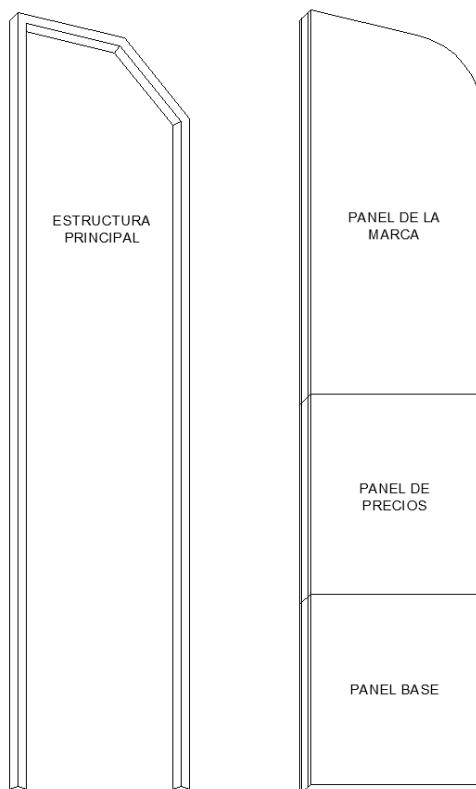 ESTRUCTURA
PRINCIPAL
PANEL DE LA
MARCA
PANEL DE
PRECIOS
PANEL BASE